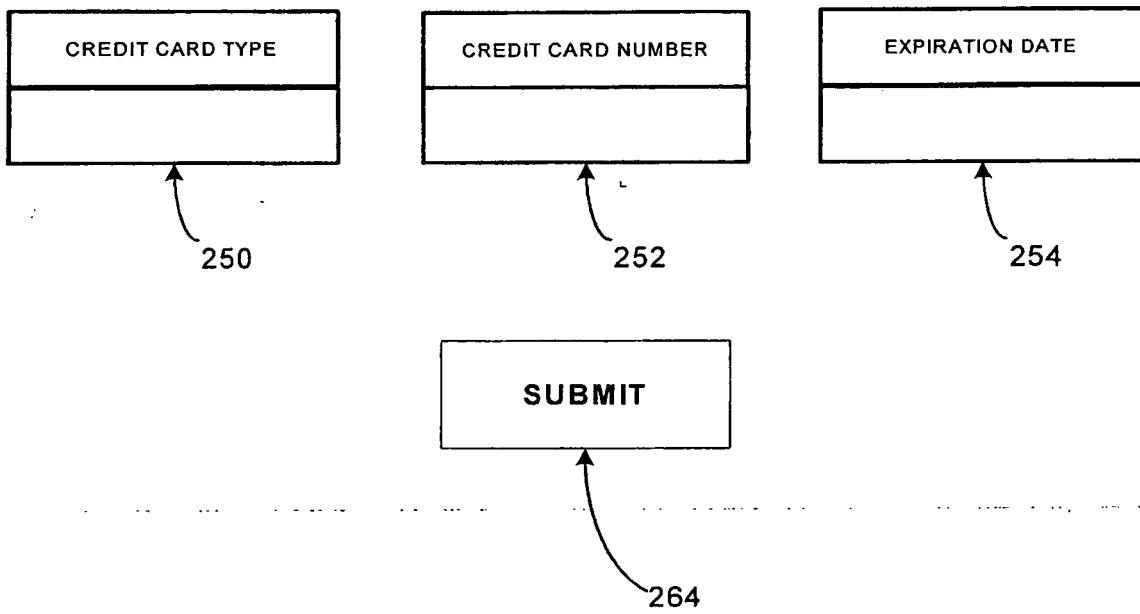 CREDIT CARD TYPE
CREDIT CARD NUMBER
EXPIRATION DATE
250
252
254
SUBMIT
264